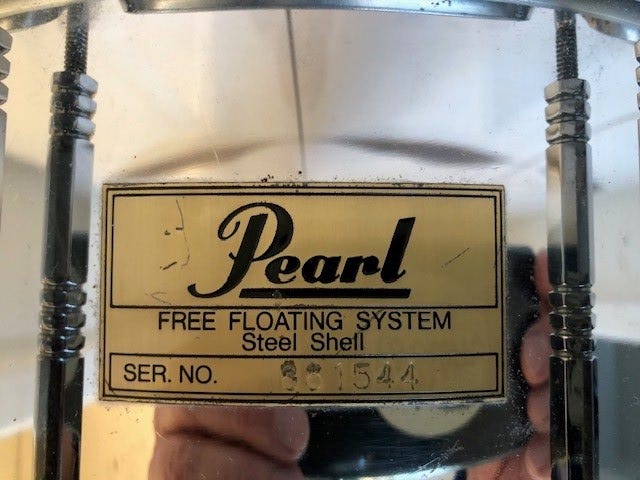 Pearl
FREE FLOATING SYSTEM
Steel Shell
SER. NO.